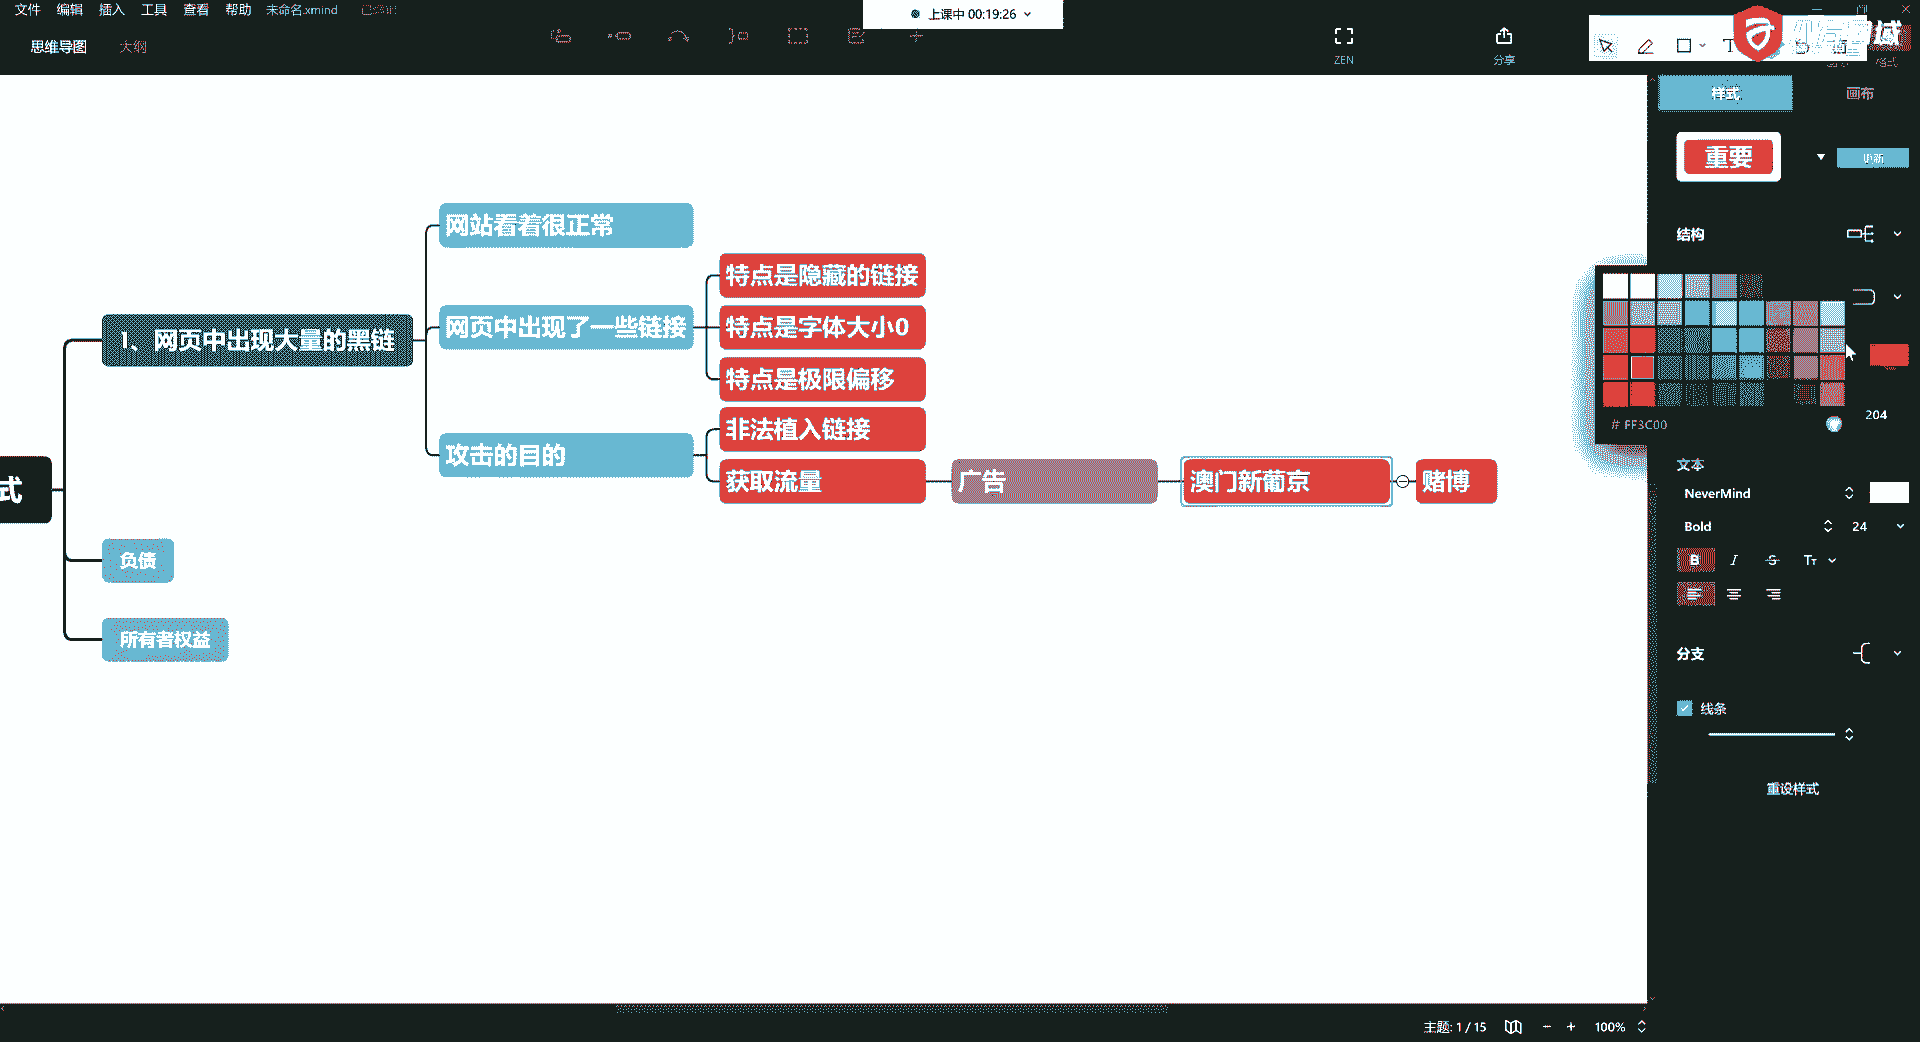 文件 编辑 插入 工具 查看 帮助 未命名.xmind
上课中 00:19:26
思维导图 大纲
ZEN
分享
样式 画布
重要
更新
结构
网站看着很正常
特点是隐藏的链接
1、网页中出现大量的黑链
网页中出现了一些链接
特点是字体大小0
特点是极限偏移
非法植入链接
攻击的目的
获取流量 广告 澳门新葡京 赌博
式
负债
所有者权益
# FF3C00
204
文本
NeverMind
Bold 24
B I S TT
分支
线条
重设样式
主题: 1 / 15
100%